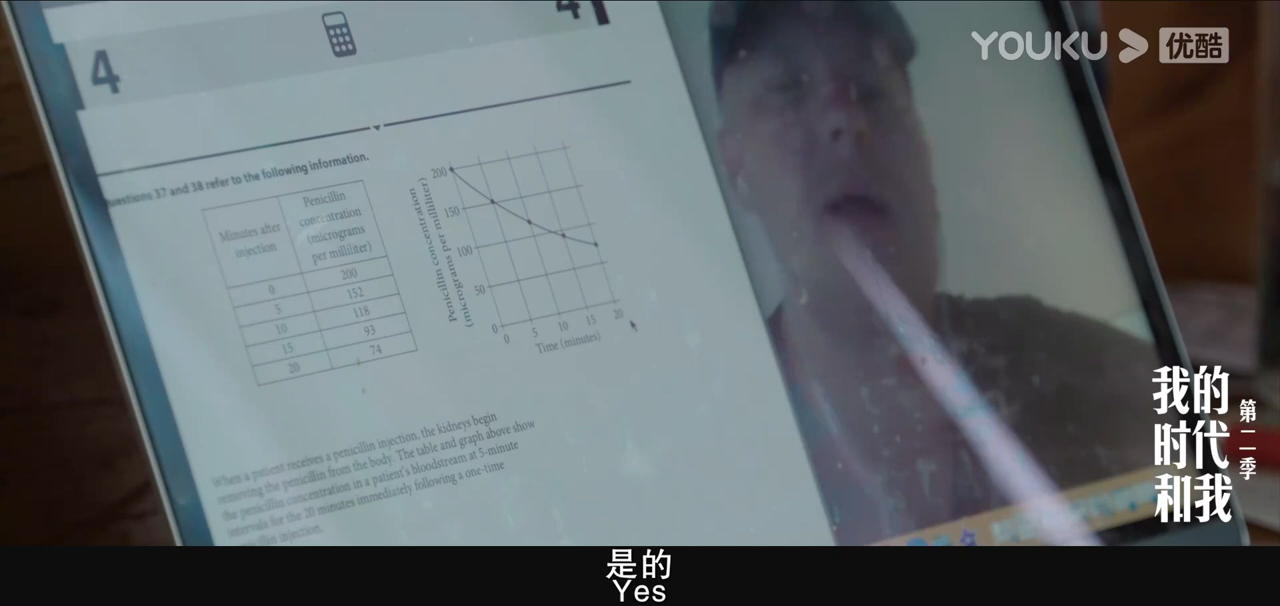 YOUKU 优酷
4
uestions 37 and 38 refer to the following information.
Minutes after
injection
Penicillin
concentration
(micrograms
per milliliter)
0 200
5 152
10 118
15 93
20 74
Penicillin concentration
(micrograms per milliliter)
200
150
100
50
0
0 5 10 15 20
Time (minutes)
When a patient receives a penicillin injection, the kidneys begin
removing the penicillin from the body. The table and graph above show
the penicillin concentration in a patient's bloodstream at 5-minute
intervals for the 20 minutes immediately following a one-time
injection.
我的
时代
和我
第二季
是的
Yes